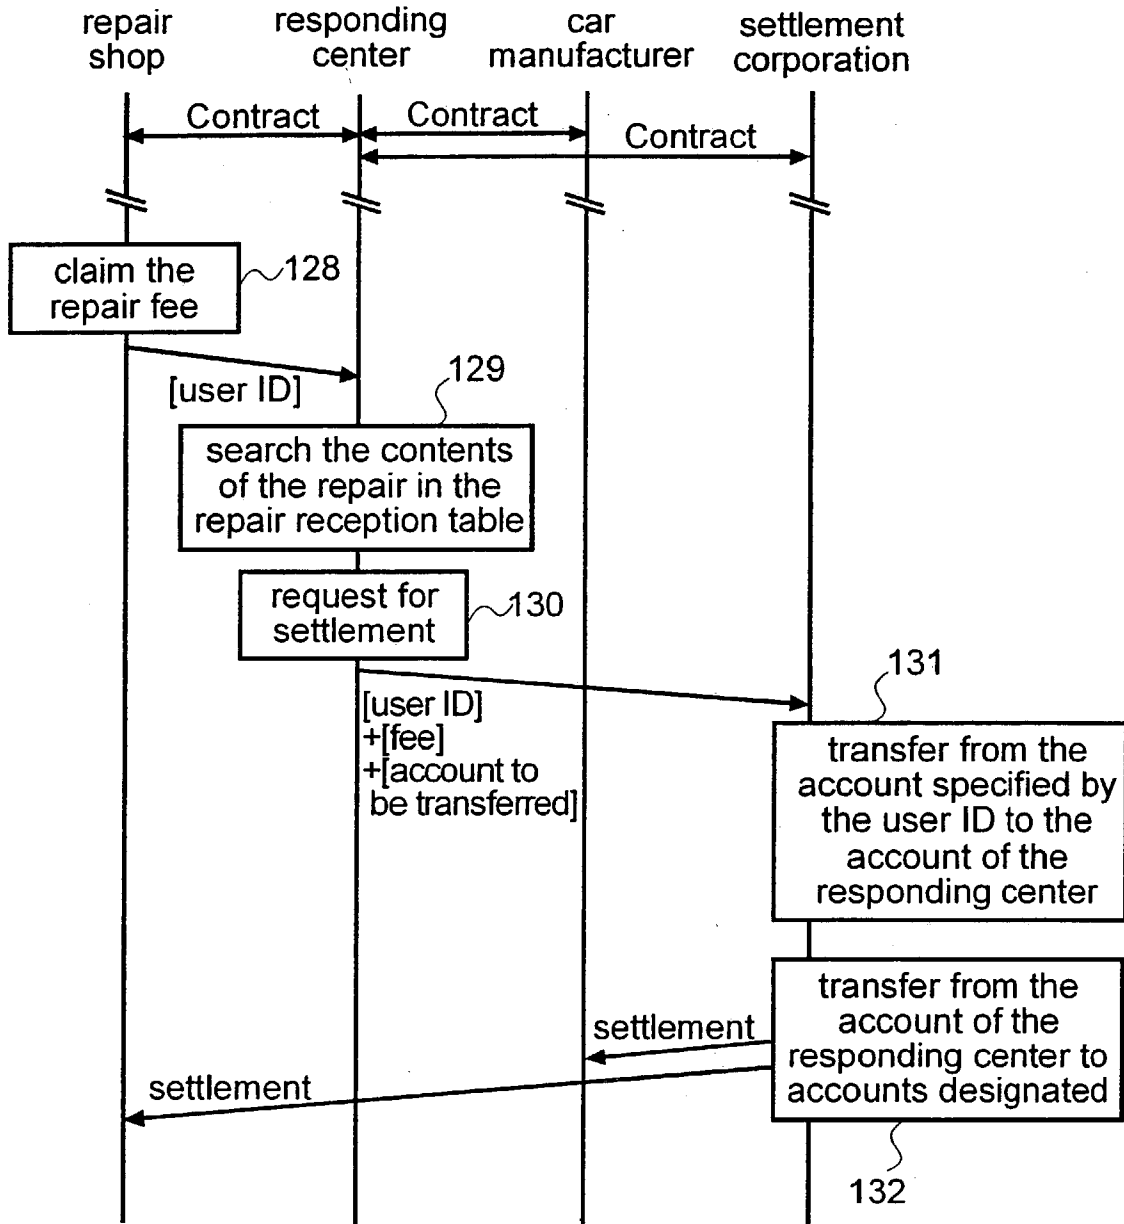 repair
shop
responding
center
car
manufacturer
settlement
corporation
Contract
Contract
Contract
claim the
repair fee
128
[user ID]
129
search the contents
of the repair in the
repair reception table
request for
settlement
130
[user ID]
+[fee]
+[account to
be transferred]
131
transfer from the
account specified by
the user ID to the
account of the
responding center
transfer from the
account of the
responding center to
accounts designated
settlement
settlement
132